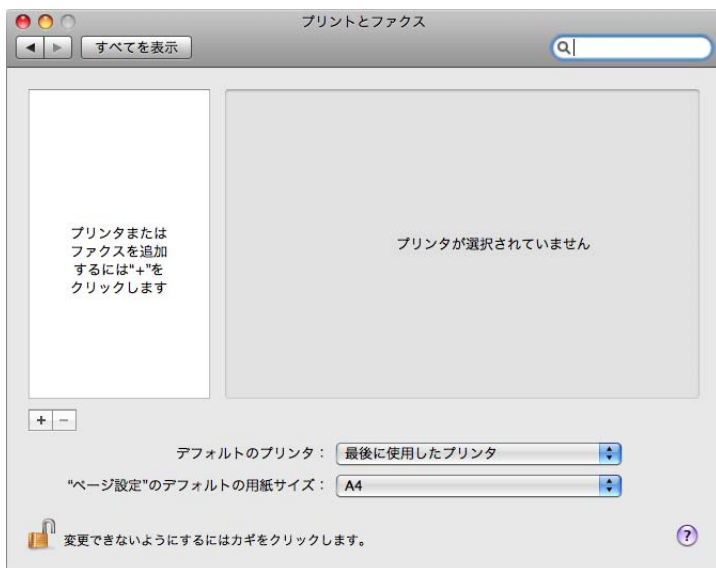 プリントとファクス
すべてを表示
プリンタまたは
ファクスを追加
するには“+”を
クリックします
プリンタが選択されていません
+ −
デフォルトのプリンタ： 最後に使用したプリンタ
“ページ設定”のデフォルトの用紙サイズ： A4
変更できないようにするにはカギをクリックします。
?